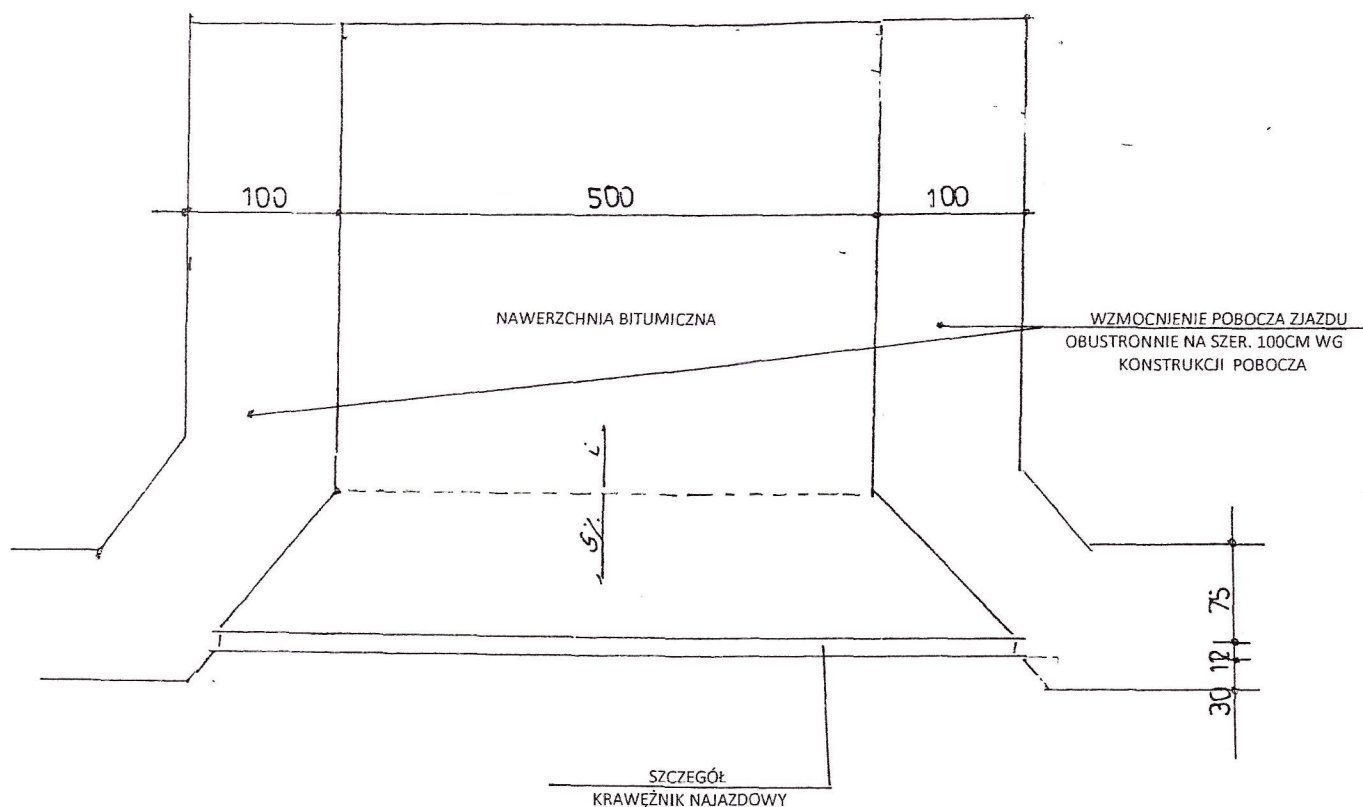 100
500
100
NAWERZCHNIA BITUMICZNA
WZMOCNIENIE POBOCZA ZJAZDU
OBUSTRONNIE NA SZER. 100CM WG
KONSTRUKCJI POBOCZA
i
5%
75
12
30
SZCZEGÓŁ
KRAWĘŻNIK NAJAZDOWY